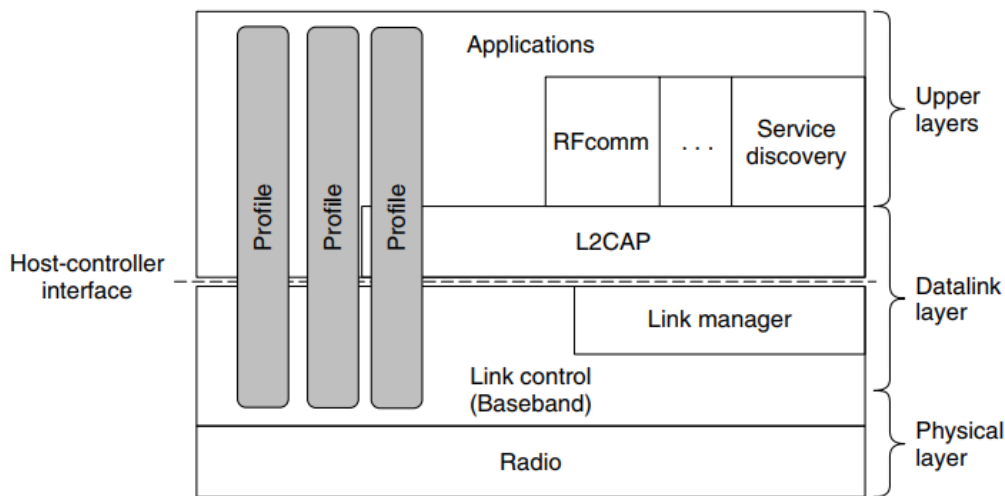 Applications
Upper
layers
RFcomm
. . .
Service
discovery
Profile
Profile
Profile
L2CAP
Host-controller
interface
Datalink
layer
Link manager
Link control
(Baseband)
Physical
layer
Radio